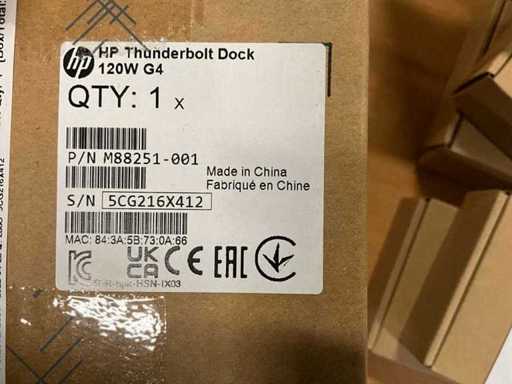 HP Thunderbolt Dock
120W G4
QTY: 1 x
P/N M88251-001
Made in China
Fabriqué en Chine
S/N 5CG216X412
MAC: 84:3A:5B:73:0A:66
UK
CA
CE
EAC
5CG216X412